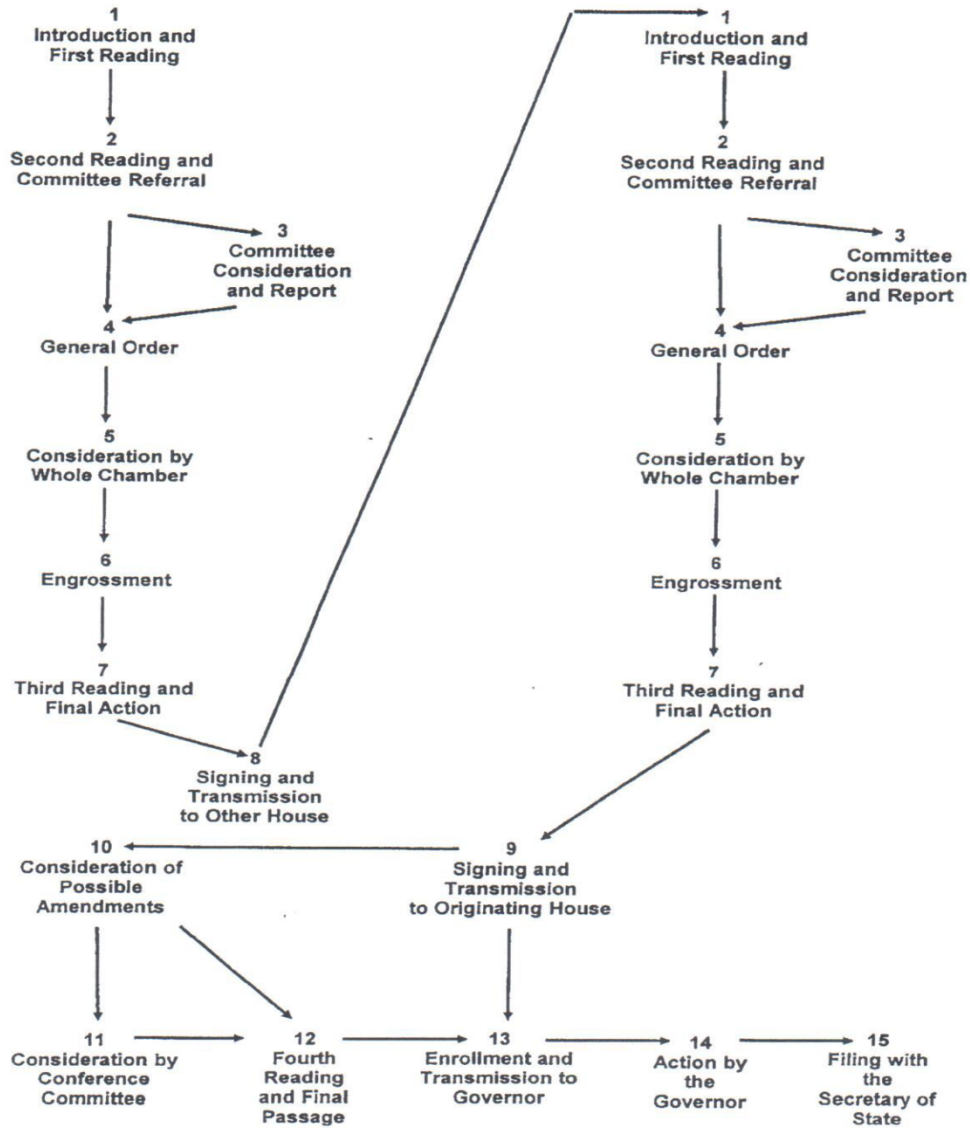 1
Introduction and
First Reading
2
Second Reading and
Committee Referral
3
Committee
Consideration
and Report
4
General Order
5
Consideration by
Whole Chamber
6
Engrossment
7
Third Reading and
Final Action
8
Signing and
Transmission
to Other House
1
Introduction and
First Reading
2
Second Reading and
Committee Referral
3
Committee
Consideration
and Report
4
General Order
5
Consideration by
Whole Chamber
6
Engrossment
7
Third Reading and
Final Action
9
Signing and
Transmission
to Originating House
10
Consideration of
Possible
Amendments
11
Consideration by
Conference
Committee
12
Fourth
Reading
and Final
Passage
13
Enrollment and
Transmission to
Governor
14
Action by
the
Governor
15
Filing with
the
Secretary of
State